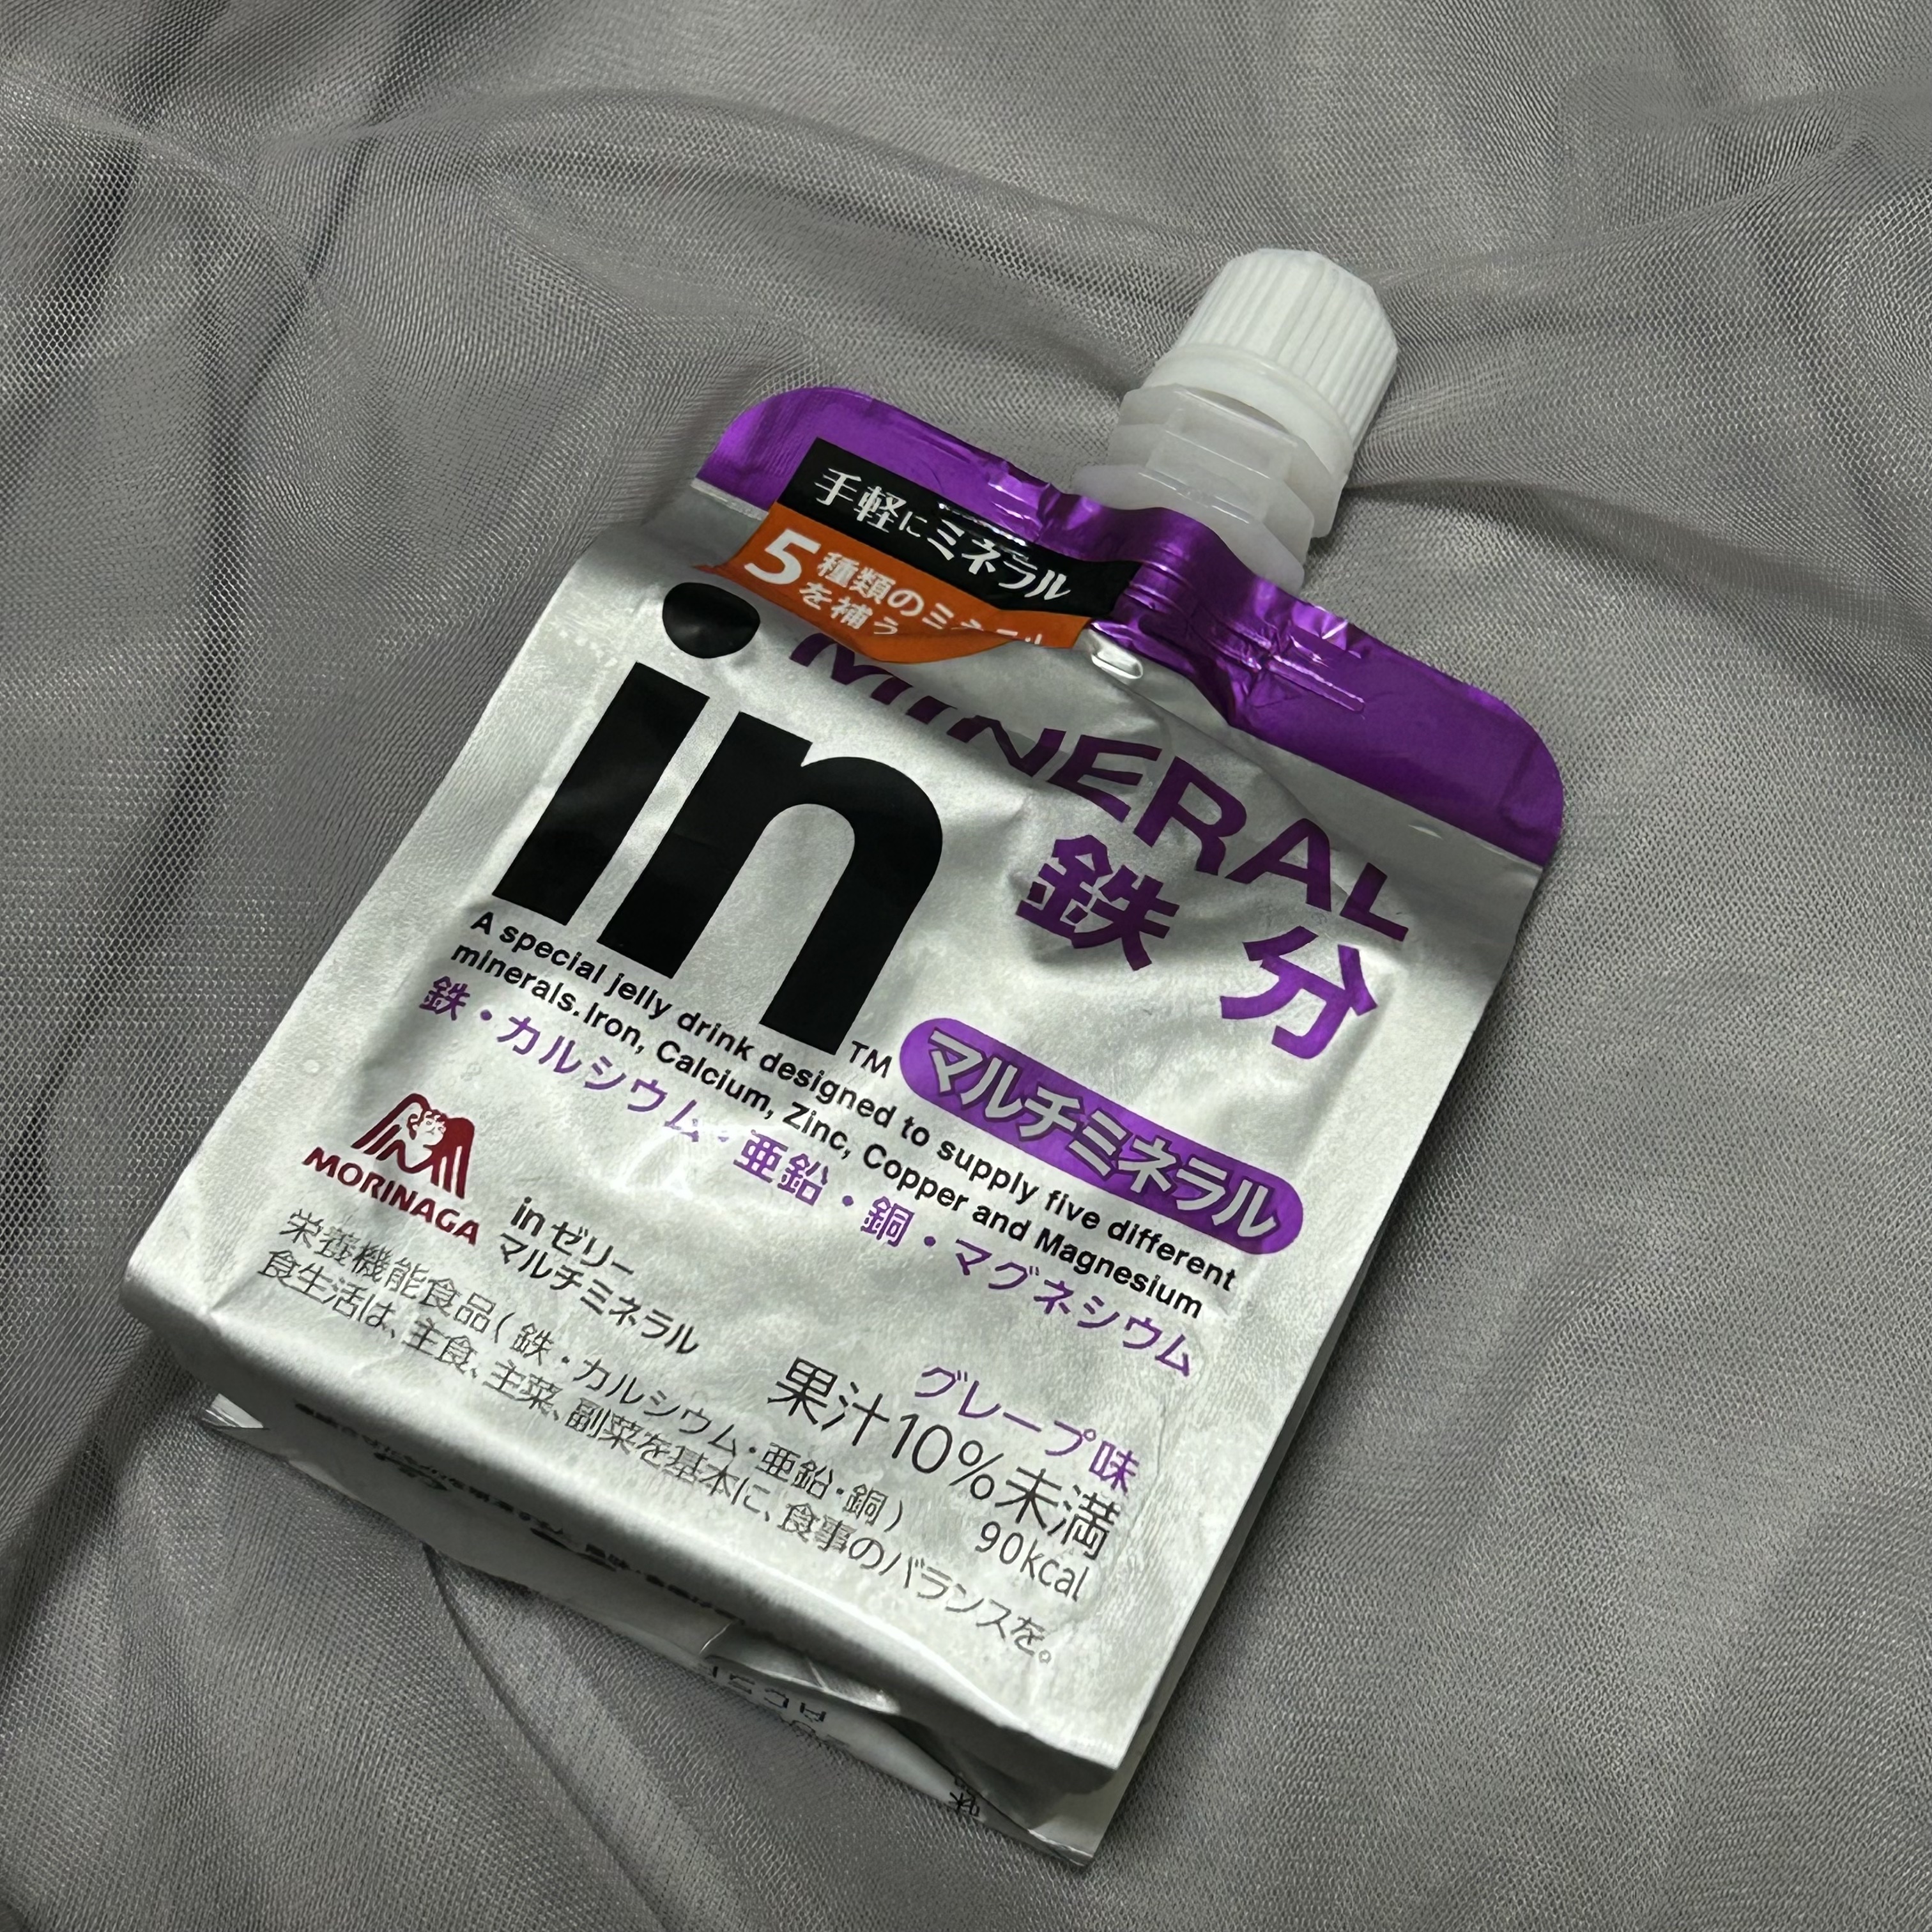 手軽にミネラル
5種類のミネラル
を補う
in
MINERAL
鉄分
TM
マルチミネラル
A special jelly drink designed to supply five different
minerals.Iron, Calcium, Zinc, Copper and Magnesium
鉄・カルシウム・亜鉛・銅・マグネシウム
MORINAGA
inゼリー
マルチミネラル
グレープ味
果汁10%未満
90kcal
栄養機能食品(鉄・カルシウム・亜鉛・銅)
食生活は、主食、主菜、副菜を基本に、食事のバランスを。